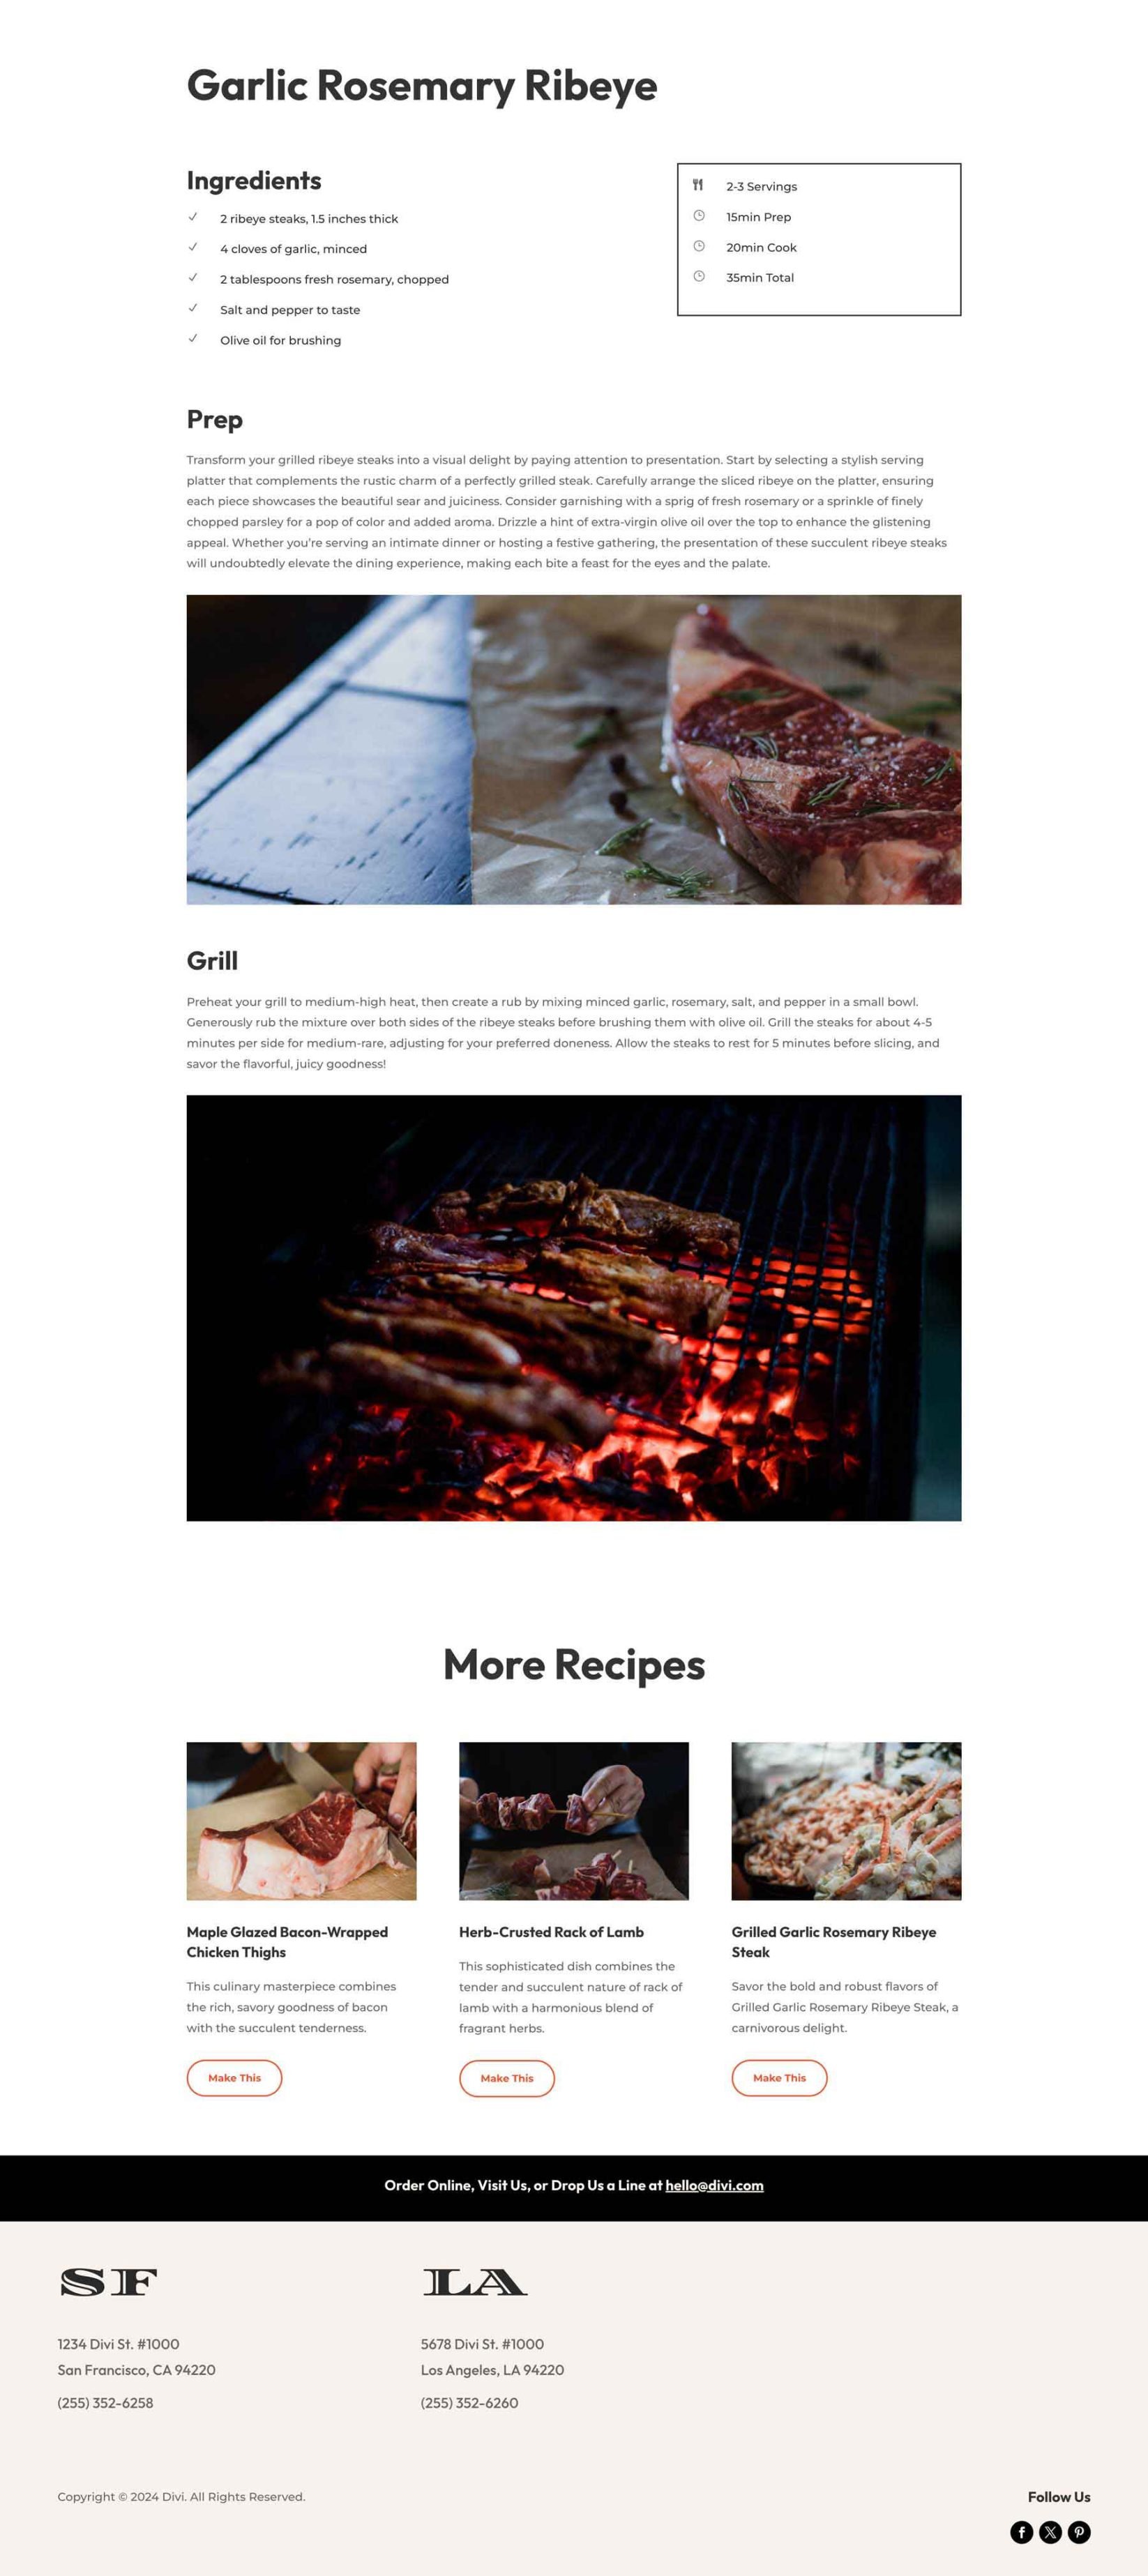 Garlic Rosemary Ribeye
Ingredients
2 ribeye steaks, 1.5 inches thick
4 cloves of garlic, minced
2 tablespoons fresh rosemary, chopped
Salt and pepper to taste
Olive oil for brushing
2-3 Servings
15min Prep
20min Cook
35min Total
Prep
Transform your grilled ribeye steaks into a visual delight by paying attention to presentation. Start by selecting a stylish serving
platter that complements the rustic charm of a perfectly grilled steak. Carefully arrange the sliced ribeye on the platter, ensuring
each piece showcases the beautiful sear and juiciness. Consider garnishing with a sprig of fresh rosemary or a sprinkle of finely
chopped parsley for a pop of color and added aroma. Drizzle a hint of extra-virgin olive oil over the top to enhance the glistening
appeal. Whether you’re serving an intimate dinner or hosting a festive gathering, the presentation of these succulent ribeye steaks
will undoubtedly elevate the dining experience, making each bite a feast for the eyes and the palate.
Grill
Preheat your grill to medium-high heat, then create a rub by mixing minced garlic, rosemary, salt, and pepper in a small bowl.
Generously rub the mixture over both sides of the ribeye steaks before brushing them with olive oil. Grill the steaks for about 4-5
minutes per side for medium-rare, adjusting for your preferred doneness. Allow the steaks to rest for 5 minutes before slicing, and
savor the flavorful, juicy goodness!
More Recipes
Maple Glazed Bacon-Wrapped
Chicken Thighs
This culinary masterpiece combines
the rich, savory goodness of bacon
with the succulent tenderness.
Make This
Herb-Crusted Rack of Lamb
This sophisticated dish combines the
tender and succulent nature of rack of
lamb with a harmonious blend of
fragrant herbs.
Make This
Grilled Garlic Rosemary Ribeye
Steak
Savor the bold and robust flavors of
Grilled Garlic Rosemary Ribeye Steak, a
carnivorous delight.
Make This
Order Online, Visit Us, or Drop Us a Line at hello@divi.com
SF
1234 Divi St. #1000
San Francisco, CA 94220
(255) 352-6258
LA
5678 Divi St. #1000
Los Angeles, LA 94220
(255) 352-6260
Copyright © 2024 Divi. All Rights Reserved.
Follow Us